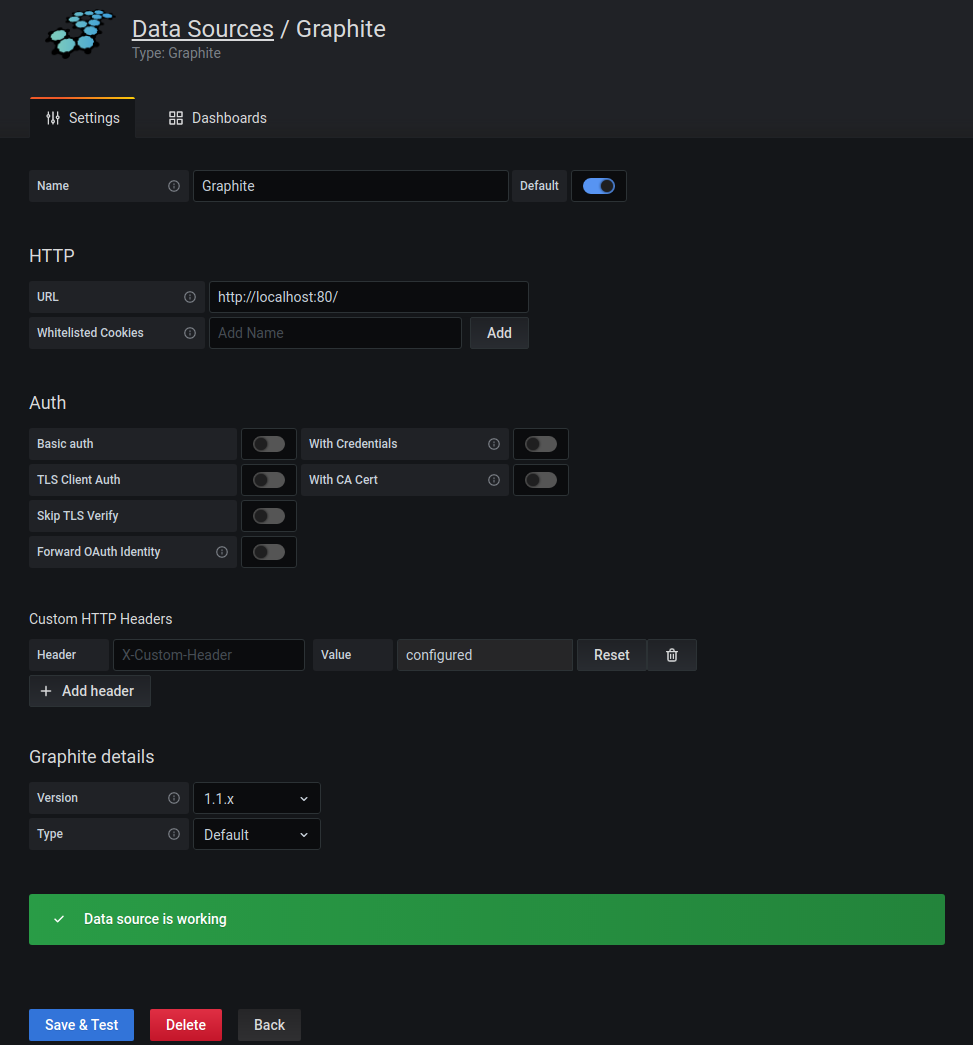 Data Sources / Graphite
Type: Graphite
Settings Dashboards
Name Graphite Default
HTTP
URL http://localhost:80/
Whitelisted Cookies Add Name Add
Auth
Basic auth With Credentials
TLS Client Auth With CA Cert
Skip TLS Verify
Forward OAuth Identity
Custom HTTP Headers
Header X-Custom-Header Value configured Reset
+ Add header
Graphite details
Version 1.1.x
Type Default
Data source is working
Save & Test Delete Back